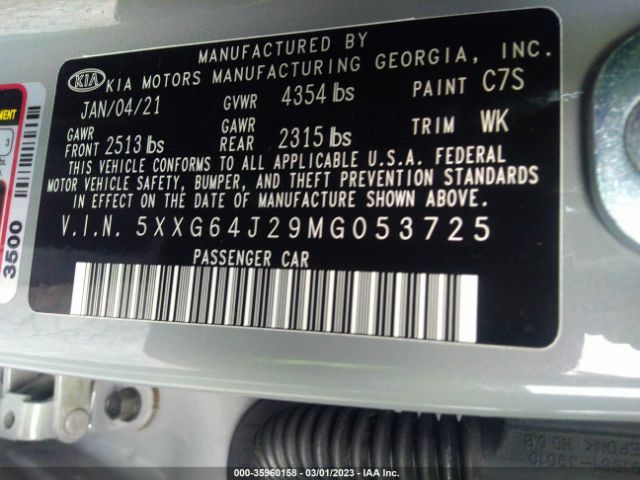 MANUFACTURED BY
KIA KIA MOTORS MANUFACTURING GEORGIA, INC.
JAN/04/21 GVWR 4354 lbs PAINT C7S
GAWR FRONT 2513 lbs GAWR REAR 2315 lbs TRIM WK
THIS VEHICLE CONFORMS TO ALL APPLICABLE U.S.A. FEDERAL
MOTOR VEHICLE SAFETY, BUMPER, AND THEFT PREVENTION STANDARDS
IN EFFECT ON THE DATE OF MANUFACTURE SHOWN ABOVE.
V.I.N. 5XXG64J29MG053725
PASSENGER CAR
3500
000-35960158 - 03/01/2023 - IAA Inc.